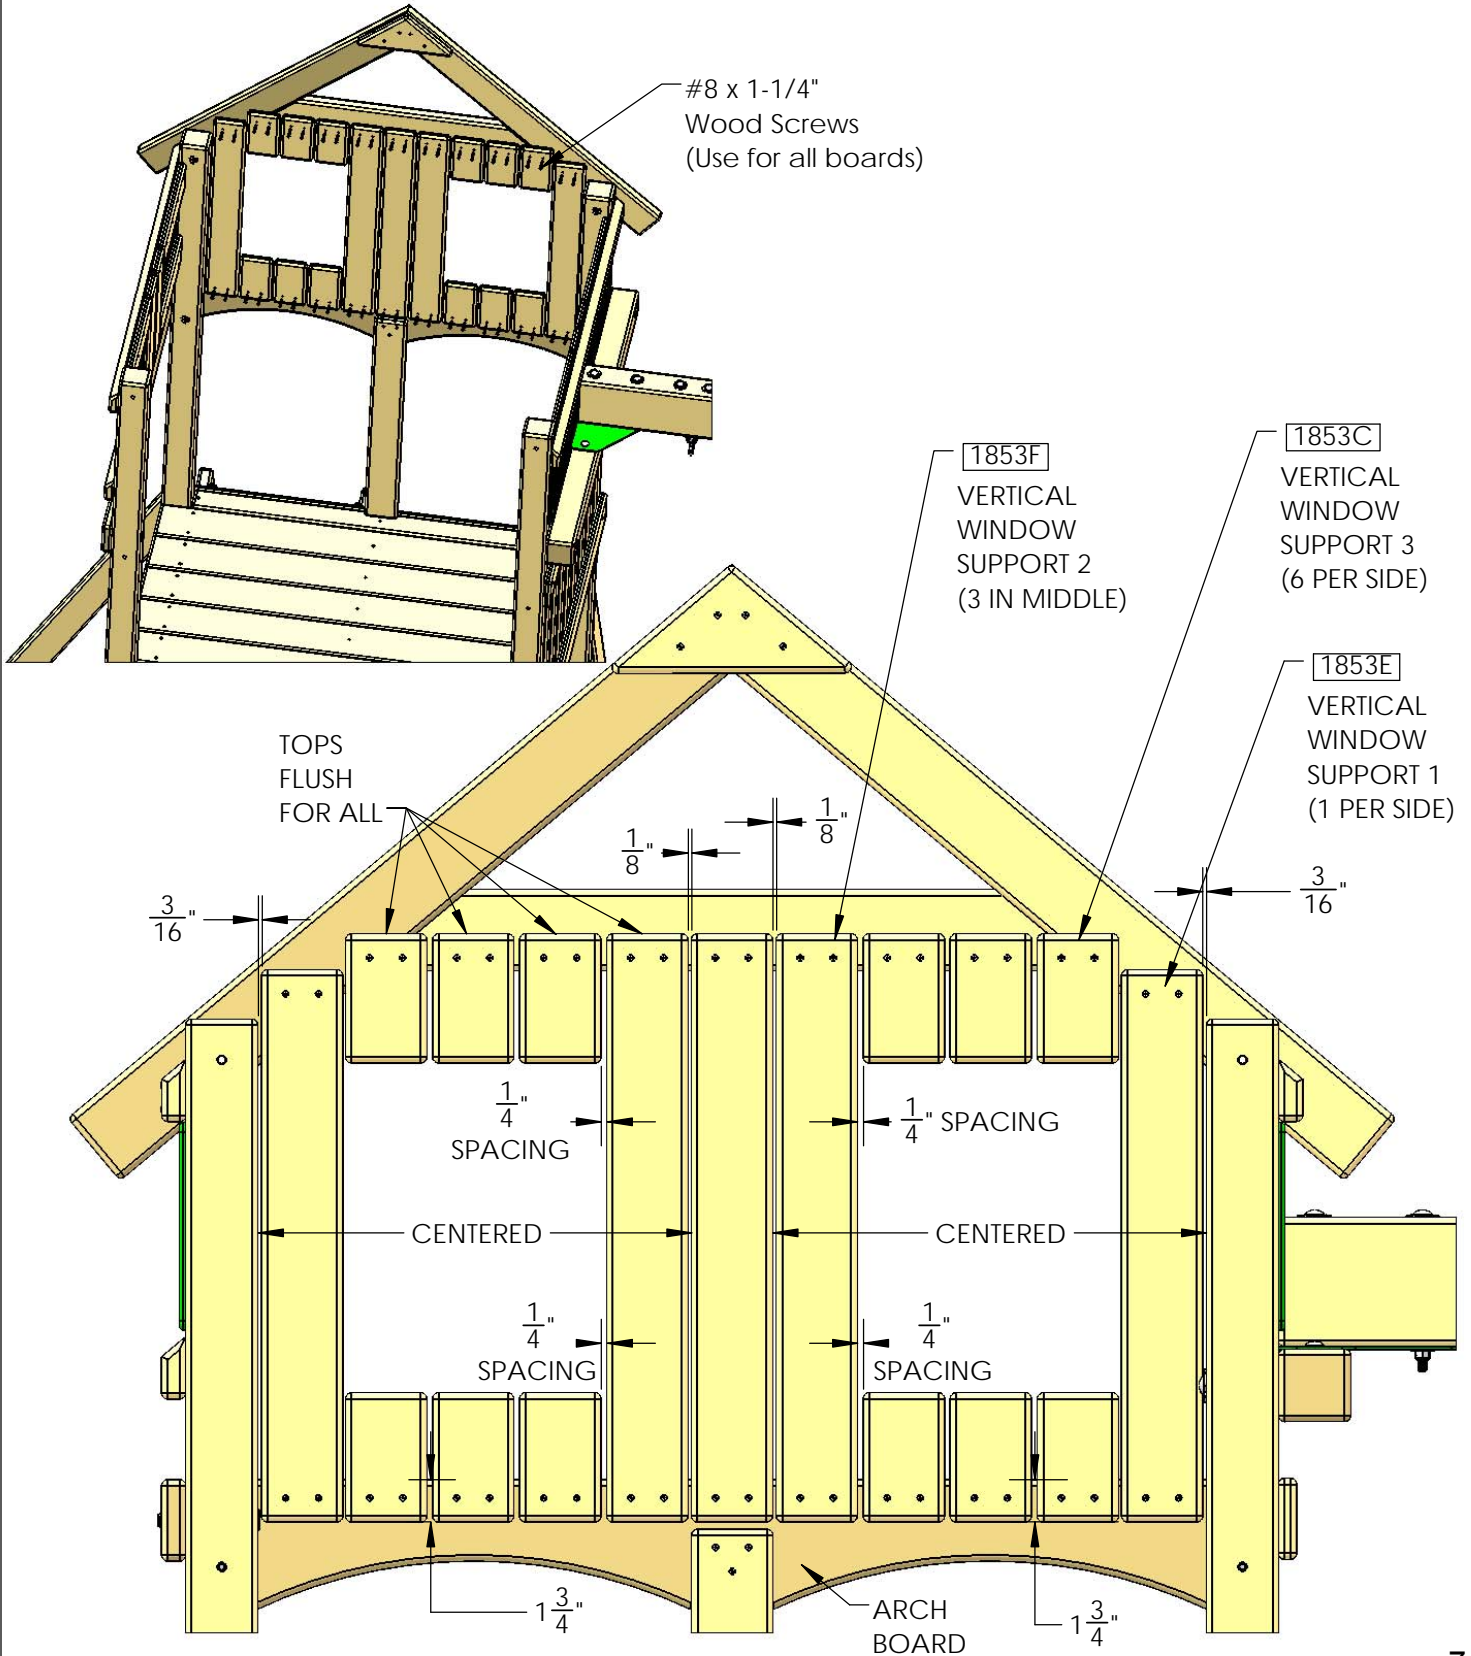 #8 x 1-1/4"
Wood Screws
(Use for all boards)
1853F
VERTICAL
WINDOW
SUPPORT 2
(3 IN MIDDLE)
1853C
VERTICAL
WINDOW
SUPPORT 3
(6 PER SIDE)
1853E
VERTICAL
WINDOW
SUPPORT 1
(1 PER SIDE)
TOPS
FLUSH
FOR ALL
1/8"
1/8"
3/16"
3/16"
1/4"
SPACING
1/4" SPACING
CENTERED
CENTERED
1/4"
SPACING
1/4"
SPACING
1 3/4"
1 3/4"
ARCH
BOARD